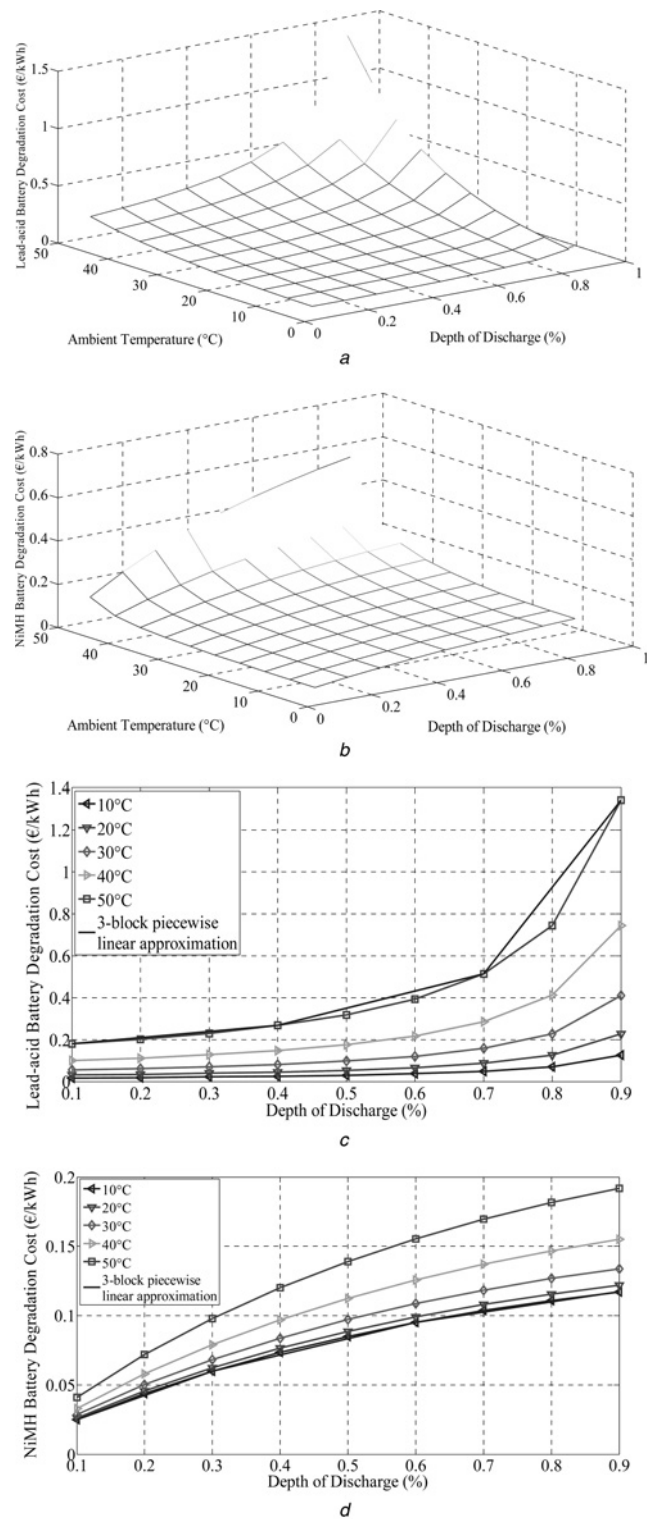 Lead-acid Battery Degradation Cost (€/kWh)
1.5
1
0.5
0
50
40
30
20
10
0
0
0.2
0.4
0.6
0.8
1
Ambient Temperature (°C)
Depth of Discharge (%)
a
NiMH Battery Degradation Cost (€/kWh)
0.8
0.6
0.4
0.2
0
50
40
30
20
10
0
0
0.2
0.4
0.6
0.8
1
Ambient Temperature (°C)
Depth of Discharge (%)
b
Lead-acid Battery Degradation Cost (€/kWh)
1.4
1.2
1
0.8
0.6
0.4
0.2
0
10°C
20°C
30°C
40°C
50°C
3-block piecewise
linear approximation
0.1 0.2 0.3 0.4 0.5 0.6 0.7 0.8 0.9
Depth of Discharge (%)
c
NiMH Battery Degradation Cost (€/kWh)
0.2
0.15
0.1
0.05
0
10°C
20°C
30°C
40°C
50°C
3-block piecewise
linear approximation
0.1 0.2 0.3 0.4 0.5 0.6 0.7 0.8 0.9
Depth of Discharge (%)
d